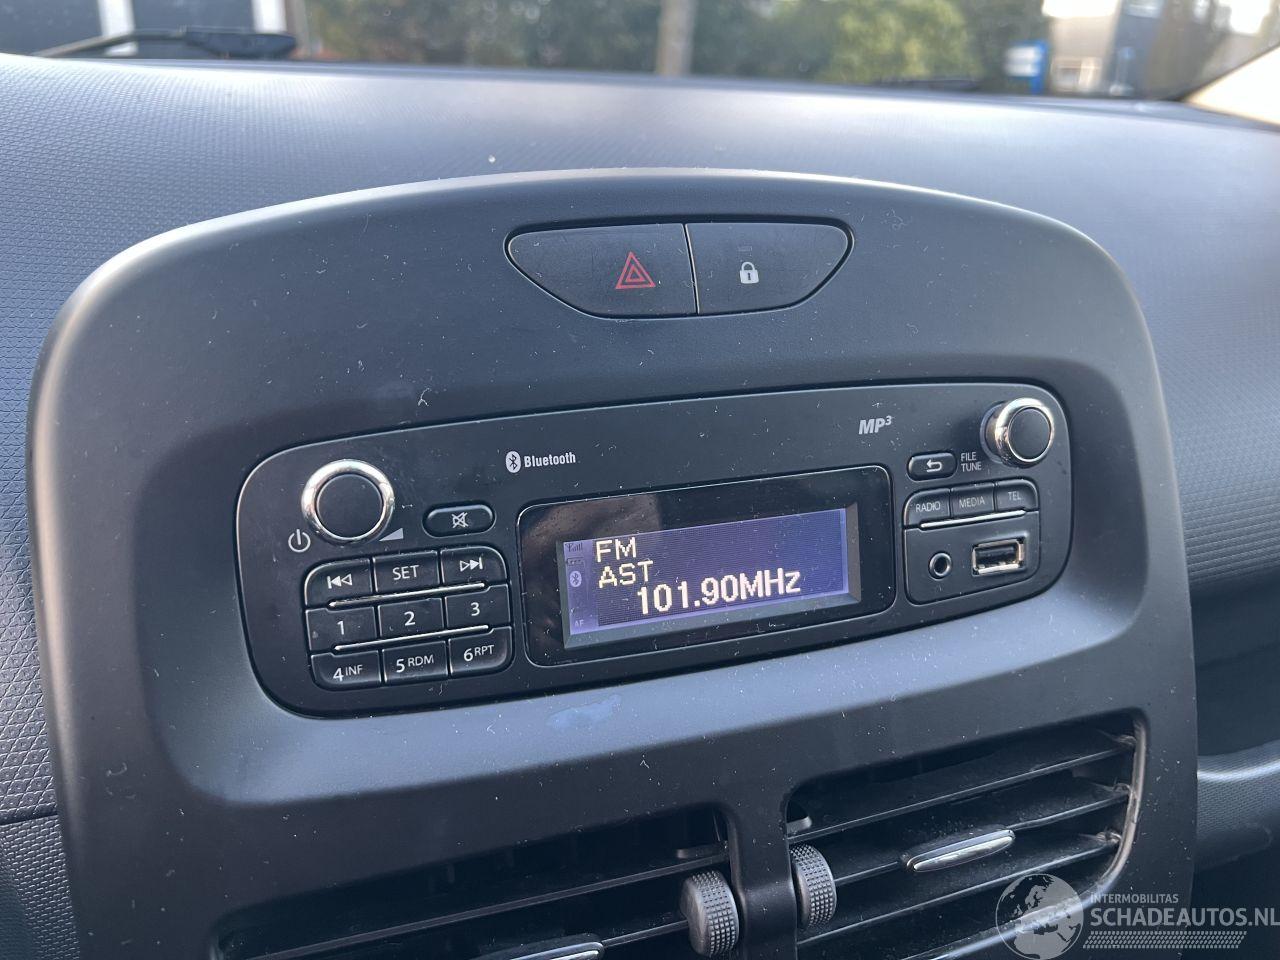 MP3
Bluetooth
FILE
TUNE
RADIO
MEDIA
TEL
FM
AST
101.90MHz
AF
SET
1
2
3
4 INF
5 RDM
6 RPT
INTERMOBILITAS
SCHADEAUTOS.NL